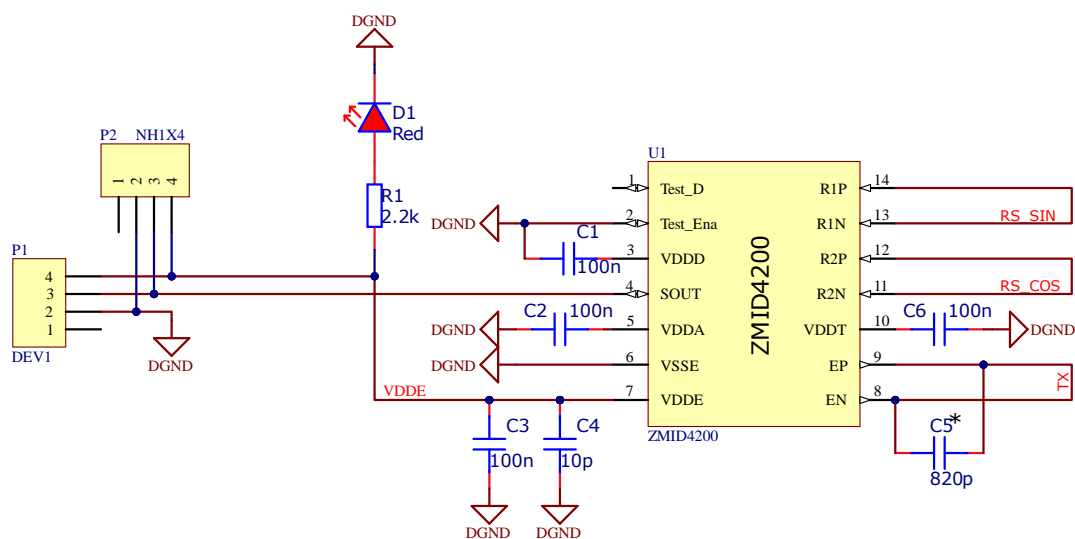 DGND
D1
Red
P2 NH1X4
1 2 3 4
R1
2.2k
P1
4
3
2
1
DEV1
DGND
VDDE
U1
ZMID4200
1 Test_D
2 Test_Ena
3 VDDD
4 SOUT
5 VDDA
6 VSSE
7 VDDE
R1P 14
R1N 13
R2P 12
R2N 11
VDDT 10
EP 9
EN 8
ZMID4200
DGND
C1
100n
DGND
C2 100n
DGND
C3
100n
DGND
C4
10p
DGND
RS_SIN
RS_COS
C6 100n
DGND
TX
C5*
820p